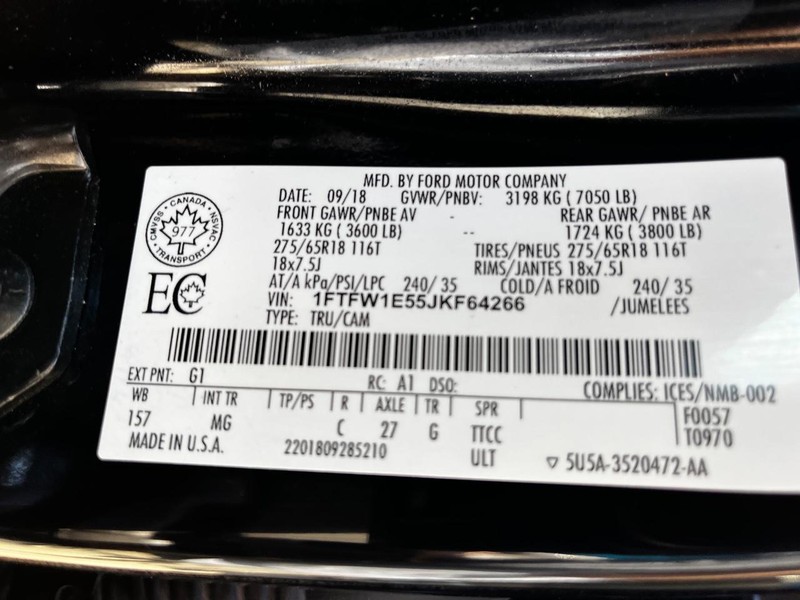 MFD. BY FORD MOTOR COMPANY
DATE: 09/18 GVWR/PNBV: 3198 KG ( 7050 LB)
FRONT GAWR/PNBE AV - REAR GAWR/ PNBE AR
1633 KG ( 3600 LB) -- 1724 KG ( 3800 LB)
275/65R18 116T TIRES/PNEUS 275/65R18 116T
18x7.5J RIMS/JANTES 18x7.5J
AT/A kPa/PSI/LPC 240/ 35 COLD/A FROID 240/ 35
VIN: 1FTFW1E55JKF64266 /JUMELEES
TYPE: TRU/CAM
CANADA
CMVSS · NSVAC
977
TRANSPORT
EC
EXT PNT: G1 RC: A1 DSO:
COMPLIES: ICES/NMB-002
WB INT TR TP/PS R AXLE TR SPR F0057
157 MG C 27 G TTCC T0970
MADE IN U.S.A. 2201809285210 ULT ▽ 5U5A-3520472-AA